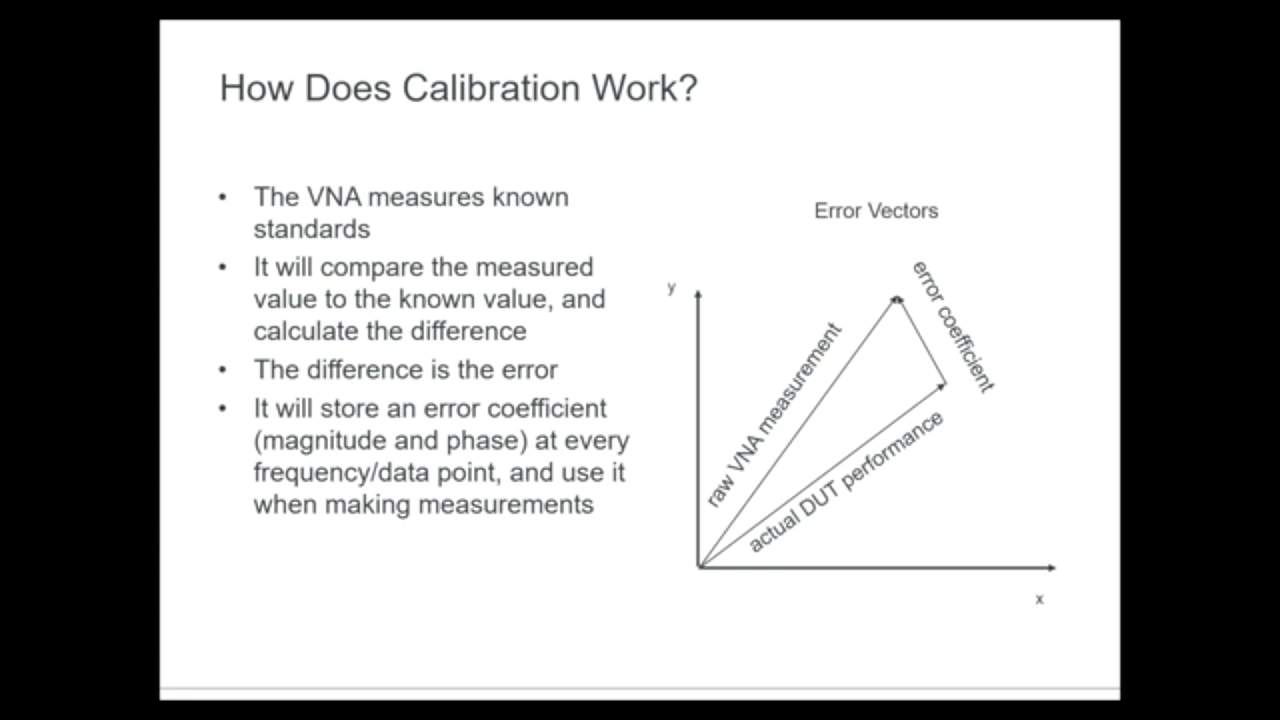 How Does Calibration Work?
• The VNA measures known
standards
• It will compare the measured
value to the known value, and
calculate the difference
• The difference is the error
• It will store an error coefficient
(magnitude and phase) at every
frequency/data point, and use it
when making measurements
Error Vectors
y
raw VNA measurement
error coefficient
actual DUT performance
x